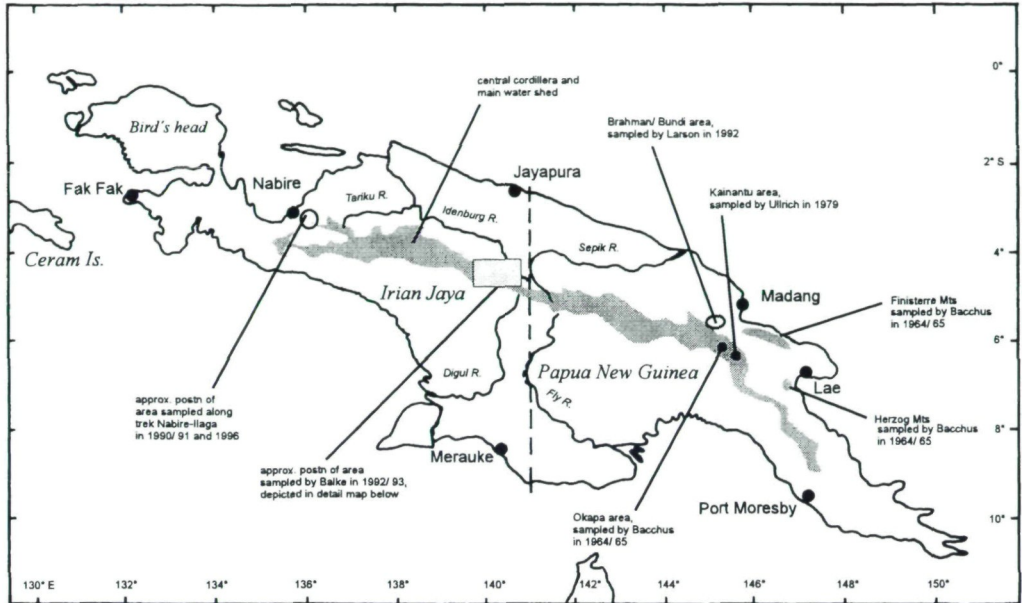 central cordillera and
main water shed
0°
Bird's head
Brahman/ Bundi area,
sampled by Larson in 1992
2° S
Jayapura
Fak Fak
Nabire
Tariku R.
Kainantu area,
sampled by Ullrich in 1979
Idenburg R.
Sepik R.
4°
Ceram Is.
Irian Jaya
Madang
Finisterre Mts
sampled by Bacchus
in 1964/ 65
6°
Digul R.
Papua New Guinea
Fly R.
Lae
approx. postn of
area sampled along
trek Nabire-Ilaga
in 1990/ 91 and 1996
Herzog Mts
sampled by Bacchus
in 1964/ 65
8°
Merauke
approx. postn of area
sampled by Balke in 1992/ 93,
depicted in detail map below
Port Moresby
Okapa area,
sampled by Bacchus
in 1964/ 65
10°
130° E
132°
134°
136°
138°
140°
142°
144°
146°
148°
150°